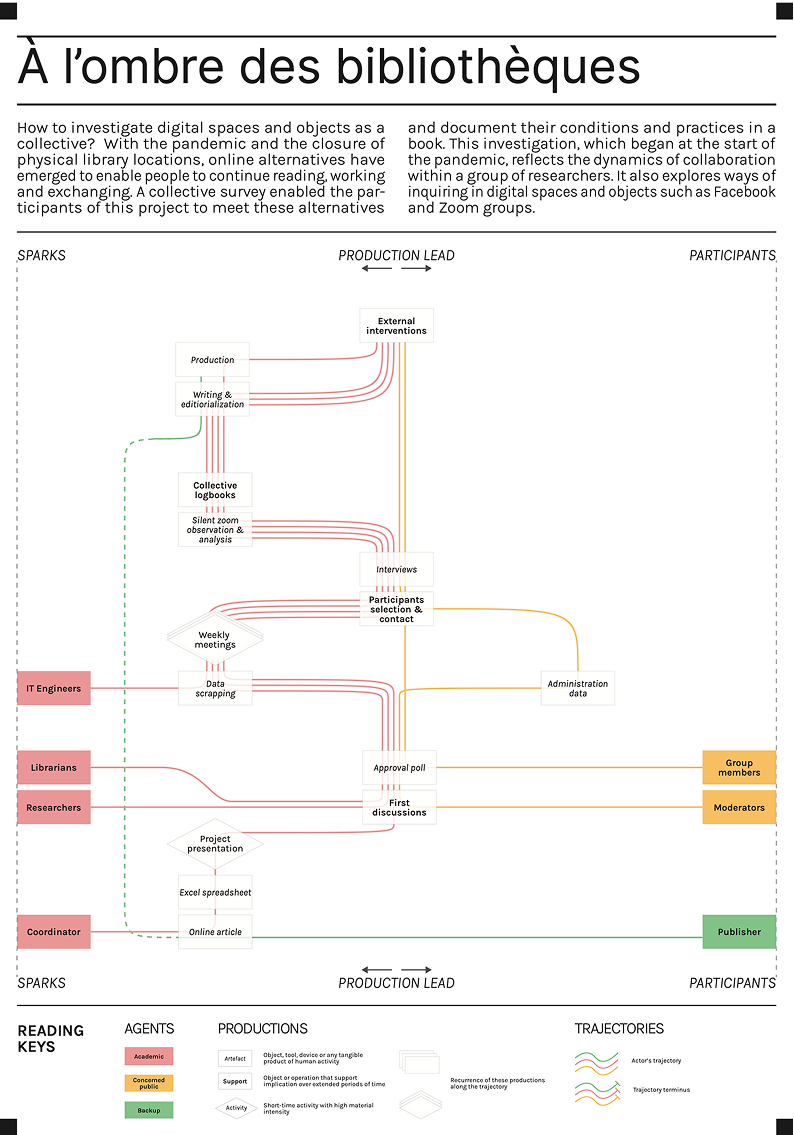 À l’ombre des bibliothèques
How to investigate digital spaces and objects as a
collective? With the pandemic and the closure of
physical library locations, online alternatives have
emerged to enable people to continue reading, working
and exchanging. A collective survey enabled the par-
ticipants of this project to meet these alternatives
and document their conditions and practices in a
book. This investigation, which began at the start of
the pandemic, reflects the dynamics of collaboration
within a group of researchers. It also explores ways of
inquiring in digital spaces and objects such as Facebook
and Zoom groups.
SPARKS
PRODUCTION LEAD
PARTICIPANTS
External
interventions
Production
Writing &
editiorialization
Collective
logbooks
Silent zoom
observation &
analysis
Interviews
Participants
selection &
contact
Weekly
meetings
IT Engineers
Data
scrapping
Administration
data
Librarians
Approval poll
Group
members
Researchers
First
discussions
Moderators
Project
presentation
Excel spreadsheet
Coordinator
Online article
Publisher
SPARKS
PRODUCTION LEAD
PARTICIPANTS
READING
KEYS
AGENTS
Academic
Concerned
public
Backup
PRODUCTIONS
Artefact
Object, tool, device or any tangible
product of human activity
Support
Object or operation that support
implication over extended periods of time
Activity
Short-time activity with high material
intensity
Recurrence of these productions
along the trajectory
TRAJECTORIES
Actor's trajectory
Trajectory terminus